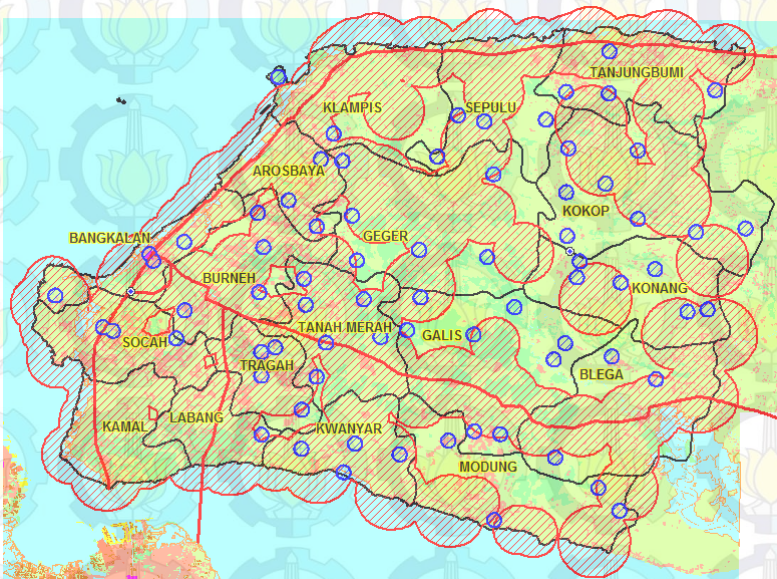 TANJUNGBUMI
KLAMPIS
SEPULU
AROSBAYA
KOKOP
BANGKALAN
GEGER
BURNEH
KONANG
TANAH MERAH
GALIS
SOCAH
TRAGAH
BLEGA
LABANG
KAMAL
KWANYAR
MODUNG